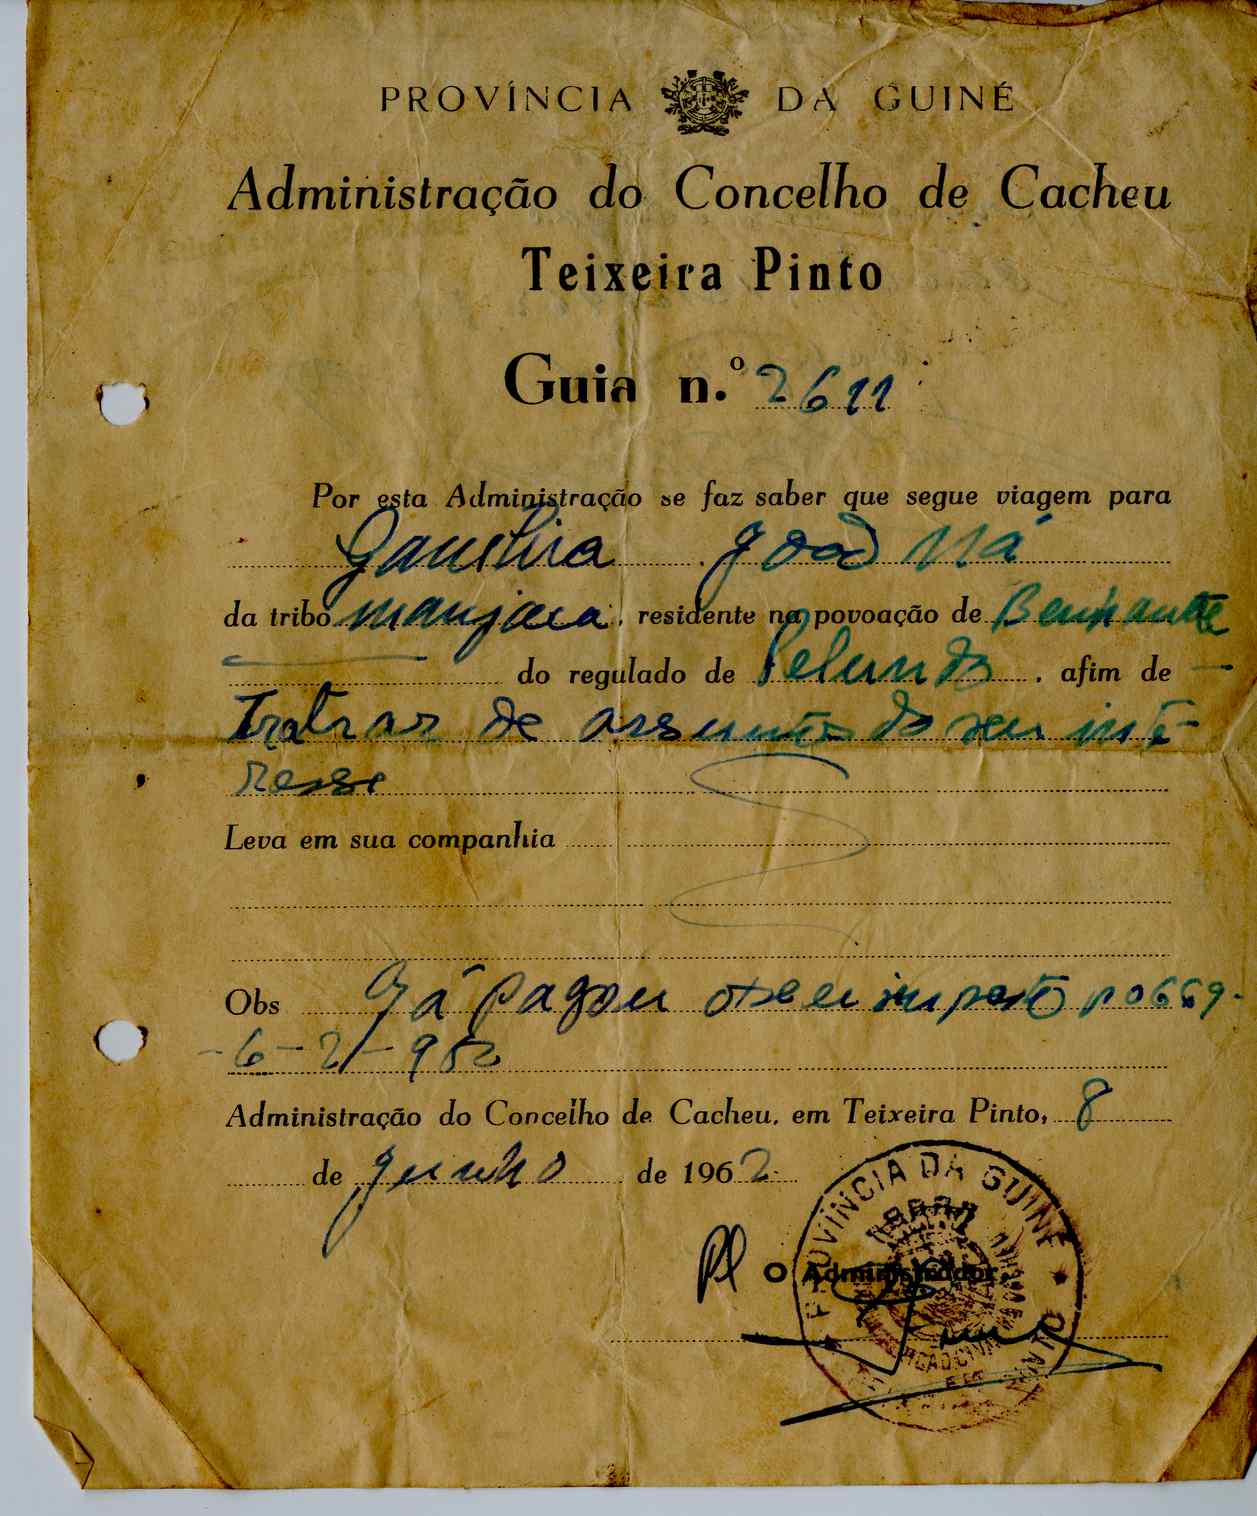 PROVÍNCIA DA GUINÉ
Administração do Concelho de Cacheu
Teixeira Pinto
Guia n.º 2611
Por esta Administração se faz saber que segue viagem para
João Ná
da tribo manjaca, residente na povoação de
do regulado de Pelundo, afim de
Tratar de assuntos do seu inte-
resse
Leva em sua companhia
Obs Já pagou o seu imposto nº 669-
-6-2-952
Administração do Concelho de Cacheu, em Teixeira Pinto, 8
de Junho de 1962
Pl O Administrador,
PROVÍNCIA DA GUINÉ